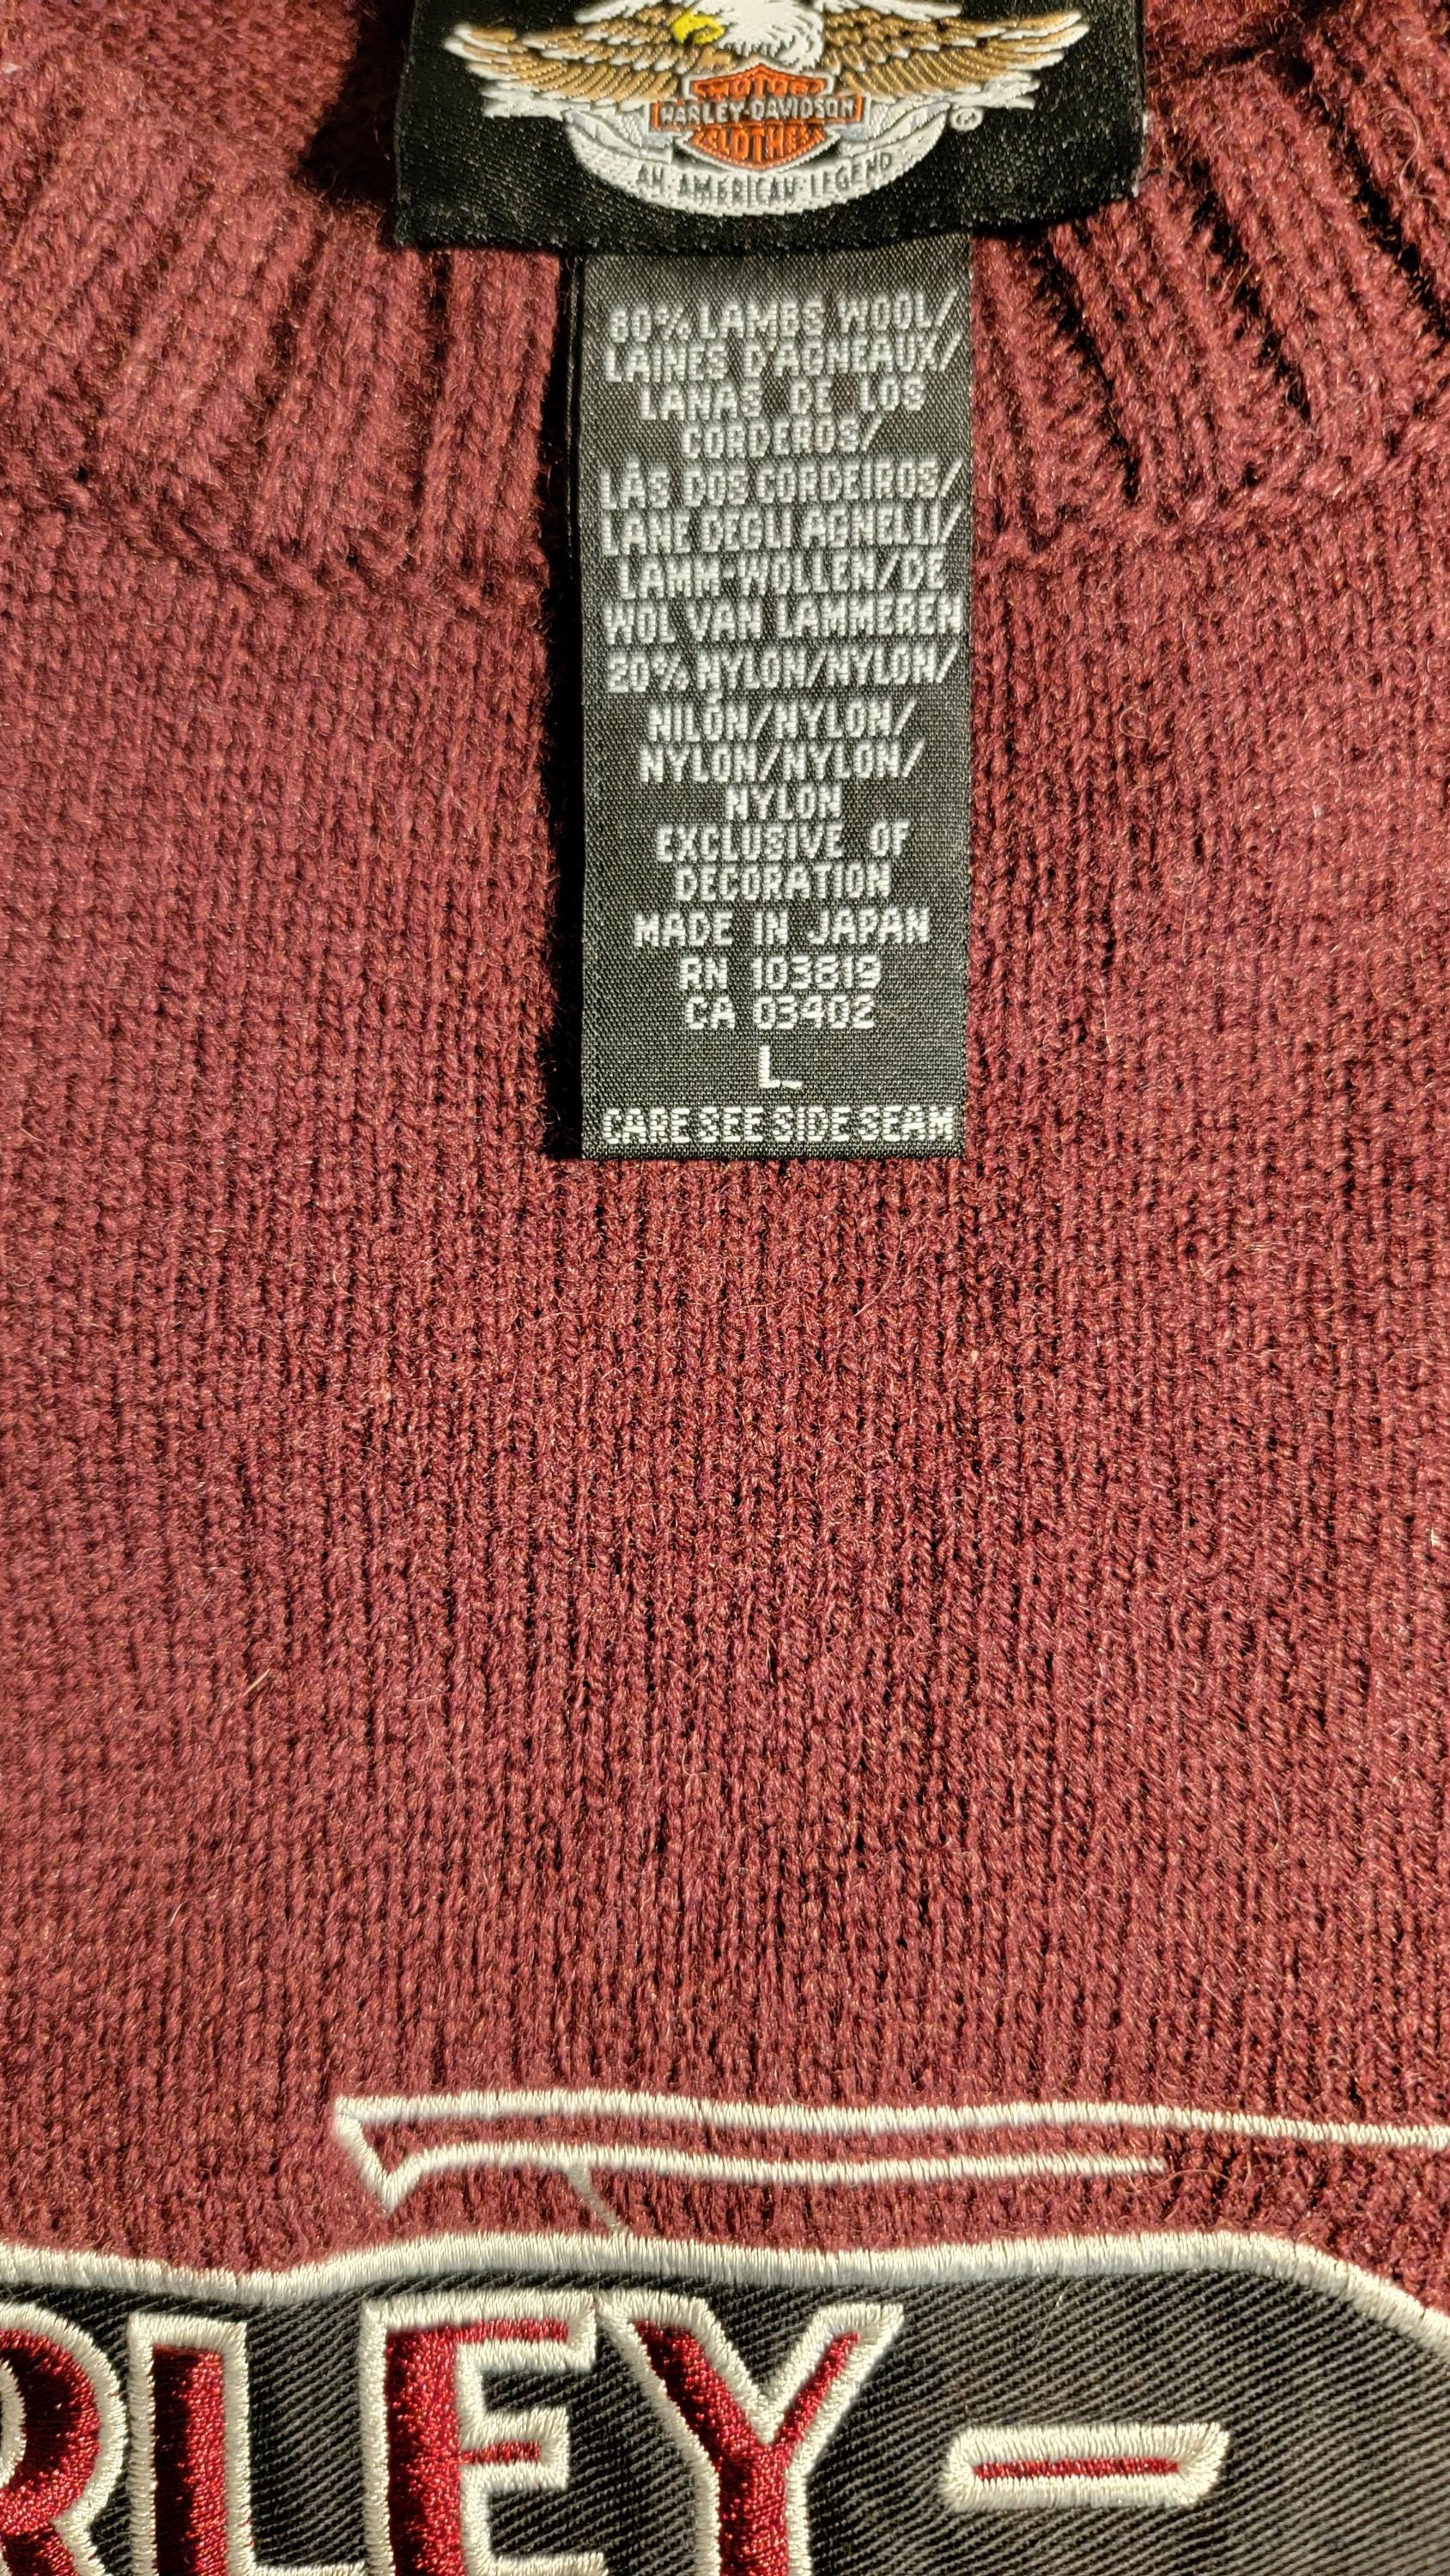 MOTOR
HARLEY-DAVIDSON
CLOTHES
AN AMERICAN LEGEND
®
80% LAMBS WOOL/
LAINES D'AGNEAUX/
LANAS DE LOS
CORDEROS/
LÃS DOS CORDEIROS/
LANE DEGLI AGNELLI/
LAMM-WOLLEN/DE
WOL VAN LAMMEREN
20% NYLON/NYLON/
NILÓN/NYLON/
NYLON/NYLON/
NYLON
EXCLUSIVE OF
DECORATION
MADE IN JAPAN
RN 103819
CA 03402
L
CARE SEE SIDE SEAM
RLEY-